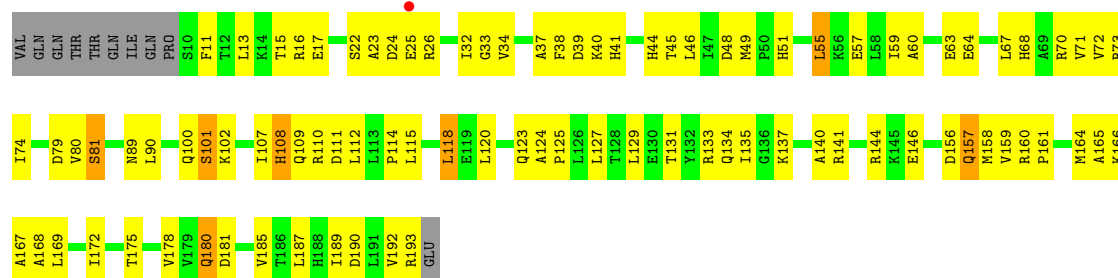 VAL GLN GLN THR THR GLN ILE GLN PRO S10 F11 T12 L13 K14 T15 R16 E17 S22 A23 D24 E25 R26 I32 G33 V34 A37 F38 D39 K40 H41 H44 T45 L46 I47 D48 M49 P50 H51 L55 K56 E57 L58 I59 A60 E63 E64 L67 H68 A69 R70 V71 V72 P73
I74 D79 V80 S81 N89 L90 Q100 S101 K102 I107 H108 Q109 R110 D111 L112 L113 P114 L115 L118 E119 L120 Q123 A124 P125 L126 L127 T128 L129 E130 T131 Y132 R133 Q134 I135 G136 K137 A140 R141 R144 K145 E146 D156 Q157 M158 V159 R160 P161 M164 A165 K166
A167 A168 L169 I172 T175 V178 V179 Q180 D181 V185 T186 L187 H188 I189 D190 L191 V192 R193 GLU